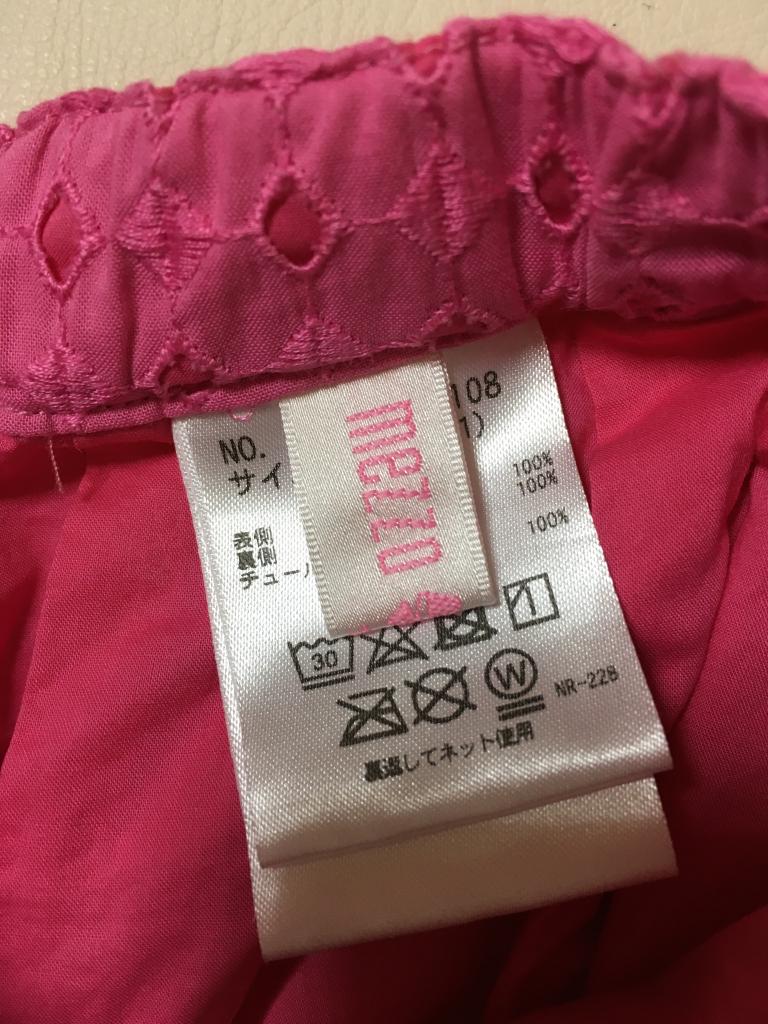 NO. 108
サイ 1)
100%
表側 100%
裏側
チュー 100%
mezzo
30
1
W
NR-228
裏返してネット使用